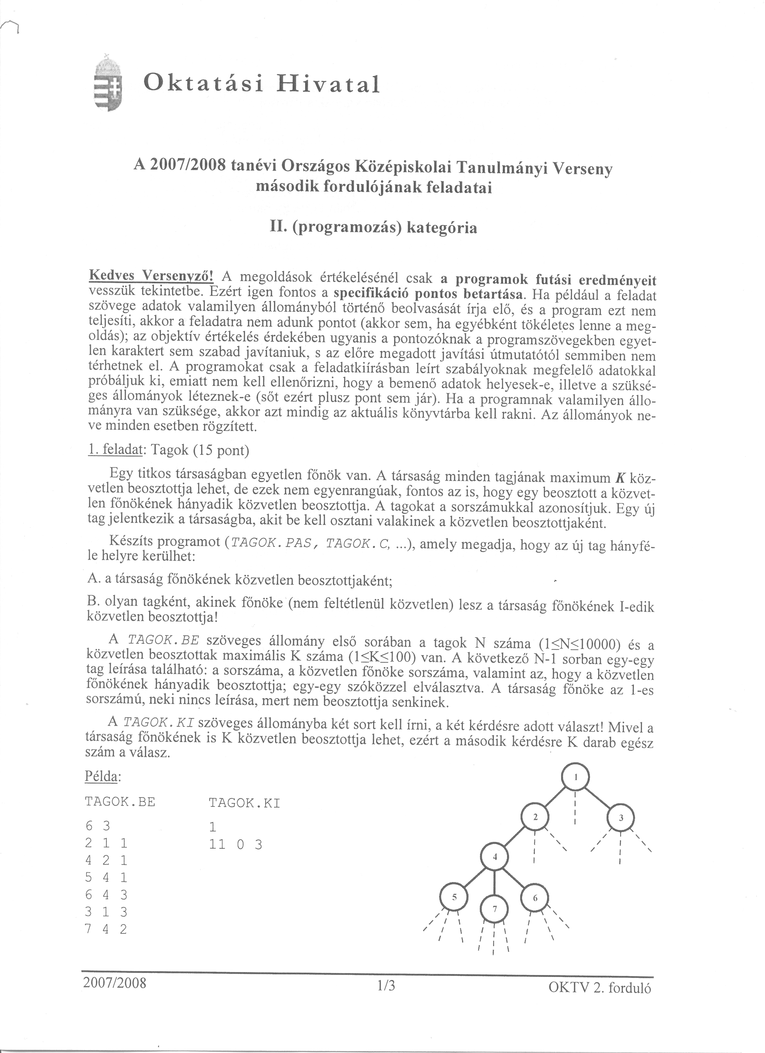 Oktatási Hivatal
A 2007/2008 tanévi Országos Középiskolai Tanulmányi Verseny
második fordulójának feladatai
II. (programozás) kategória
Kedves Versenyző! A megoldások értékelésénél csak a programok futási eredményeit
vesszük tekintetbe. Ezért igen fontos a specifikáció pontos betartása. Ha például a feladat
szövege adatok valamilyen állományból történő beolvasását írja elő, és a program ezt nem
teljesíti, akkor a feladatra nem adunk pontot (akkor sem, ha egyébként tökéletes lenne a meg-
oldás); az objektív értékelés érdekében ugyanis a pontozóknak a programszövegekben egyet-
len karaktert sem szabad javítaniuk, s az előre megadott javítási útmutatótól semmiben nem
térhetnek el. A programokat csak a feladatkiírásban leírt szabályoknak megfelelő adatokkal
próbáljuk ki, emiatt nem kell ellenőrizni, hogy a bemenő adatok helyesek-e, illetve a szüksé-
ges állományok léteznek-e (sőt ezért plusz pont sem jár). Ha a programnak valamilyen állo-
mányra van szüksége, akkor azt mindig az aktuális könyvtárba kell rakni. Az állományok ne-
ve minden esetben rögzített.
1. feladat: Tagok (15 pont)
Egy titkos társaságban egyetlen főnök van. A társaság minden tagjának maximum K köz-
vetlen beosztottja lehet, de ezek nem egyenrangúak, fontos az is, hogy egy beosztott a közvet-
len főnökének hányadik közvetlen beosztottja. A tagokat a sorszámukkal azonosítjuk. Egy új
tag jelentkezik a társaságba, akit be kell osztani valakinek a közvetlen beosztottjaként.
Készíts programot (TAGOK.PAS, TAGOK.C, ...), amely megadja, hogy az új tag hányfé-
le helyre kerülhet:
A. a társaság főnökének közvetlen beosztottjaként;
B. olyan tagként, akinek főnöke (nem feltétlenül közvetlen) lesz a társaság főnökének I-edik
közvetlen beosztottja!
A TAGOK.BE szöveges állomány első sorában a tagok N száma (1≤N≤10000) és a
közvetlen beosztottak maximális K száma (1≤K≤100) van. A következő N-1 sorban egy-egy
tag leírása található: a sorszáma, a közvetlen főnöke sorszáma, valamint az, hogy a közvetlen
főnökének hányadik beosztottja; egy-egy szóközzel elválasztva. A társaság főnöke az 1-es
sorszámú, neki nincs leírása, mert nem beosztottja senkinek.
A TAGOK.KI szöveges állományba két sort kell írni, a két kérdésre adott választ! Mivel a
társaság főnökének is K közvetlen beosztottja lehet, ezért a második kérdésre K darab egész
szám a válasz.
Példa:
TAGOK.BE TAGOK.KI
6 3 1
2 1 1 11 0 3
4 2 1
5 4 1
6 4 3
3 1 3
7 4 2
1
2 3
4
5 7 6
2007/2008 1/3 OKTV 2. forduló